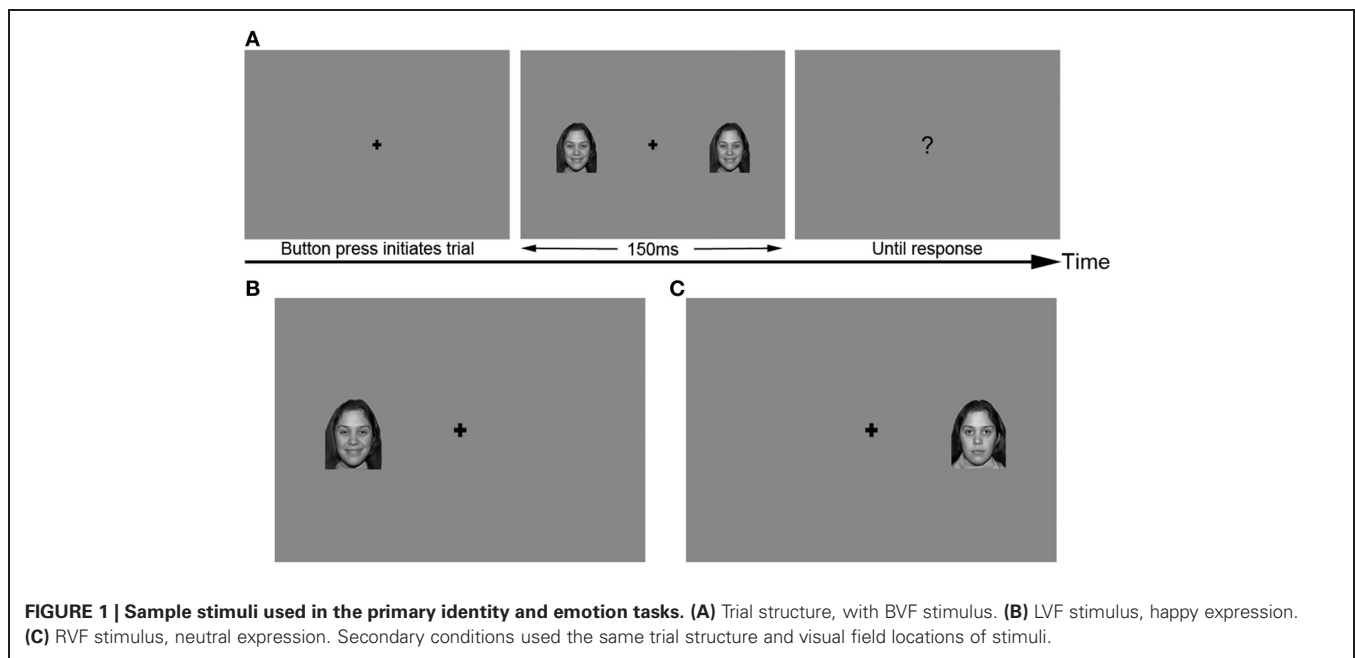 A
?
Button press initiates trial
150ms
Until response
Time
B
C
FIGURE 1 | Sample stimuli used in the primary identity and emotion tasks. (A) Trial structure, with BVF stimulus. (B) LVF stimulus, happy expression.
(C) RVF stimulus, neutral expression. Secondary conditions used the same trial structure and visual field locations of stimuli.